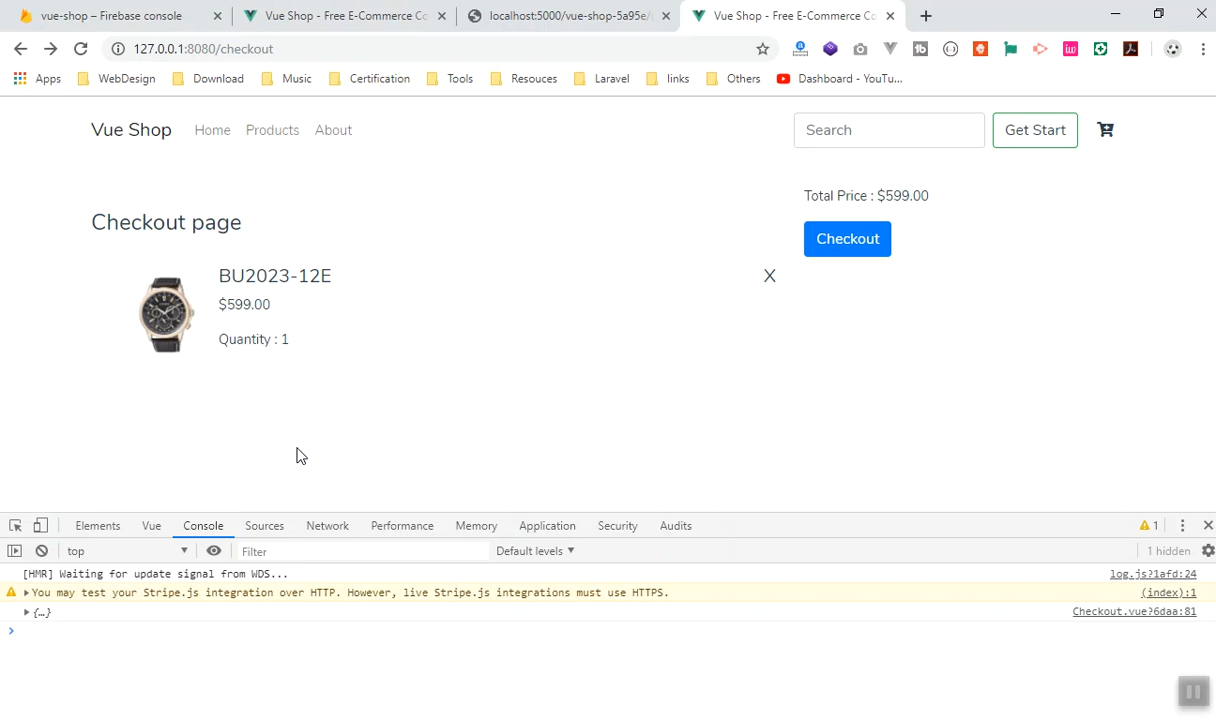 vue-shop – Firebase console
Vue Shop - Free E-Commerce Co
localhost:5000/vue-shop-5a95e/
Vue Shop - Free E-Commerce Co
127.0.0.1:8080/checkout
Apps
WebDesign
Download
Music
Certification
Tools
Resouces
Laravel
links
Others
Dashboard - YouTu...
Vue Shop
Home
Products
About
Search
Get Start
Total Price : $599.00
Checkout page
Checkout
BU2023-12E
X
$599.00
Quantity : 1
Elements
Vue
Console
Sources
Network
Performance
Memory
Application
Security
Audits
1
top
Filter
Default levels
1 hidden
[HMR] Waiting for update signal from WDS...
log.js?1afd:24
You may test your Stripe.js integration over HTTP. However, live Stripe.js integrations must use HTTPS.
(index):1
{…}
Checkout.vue?6daa:81